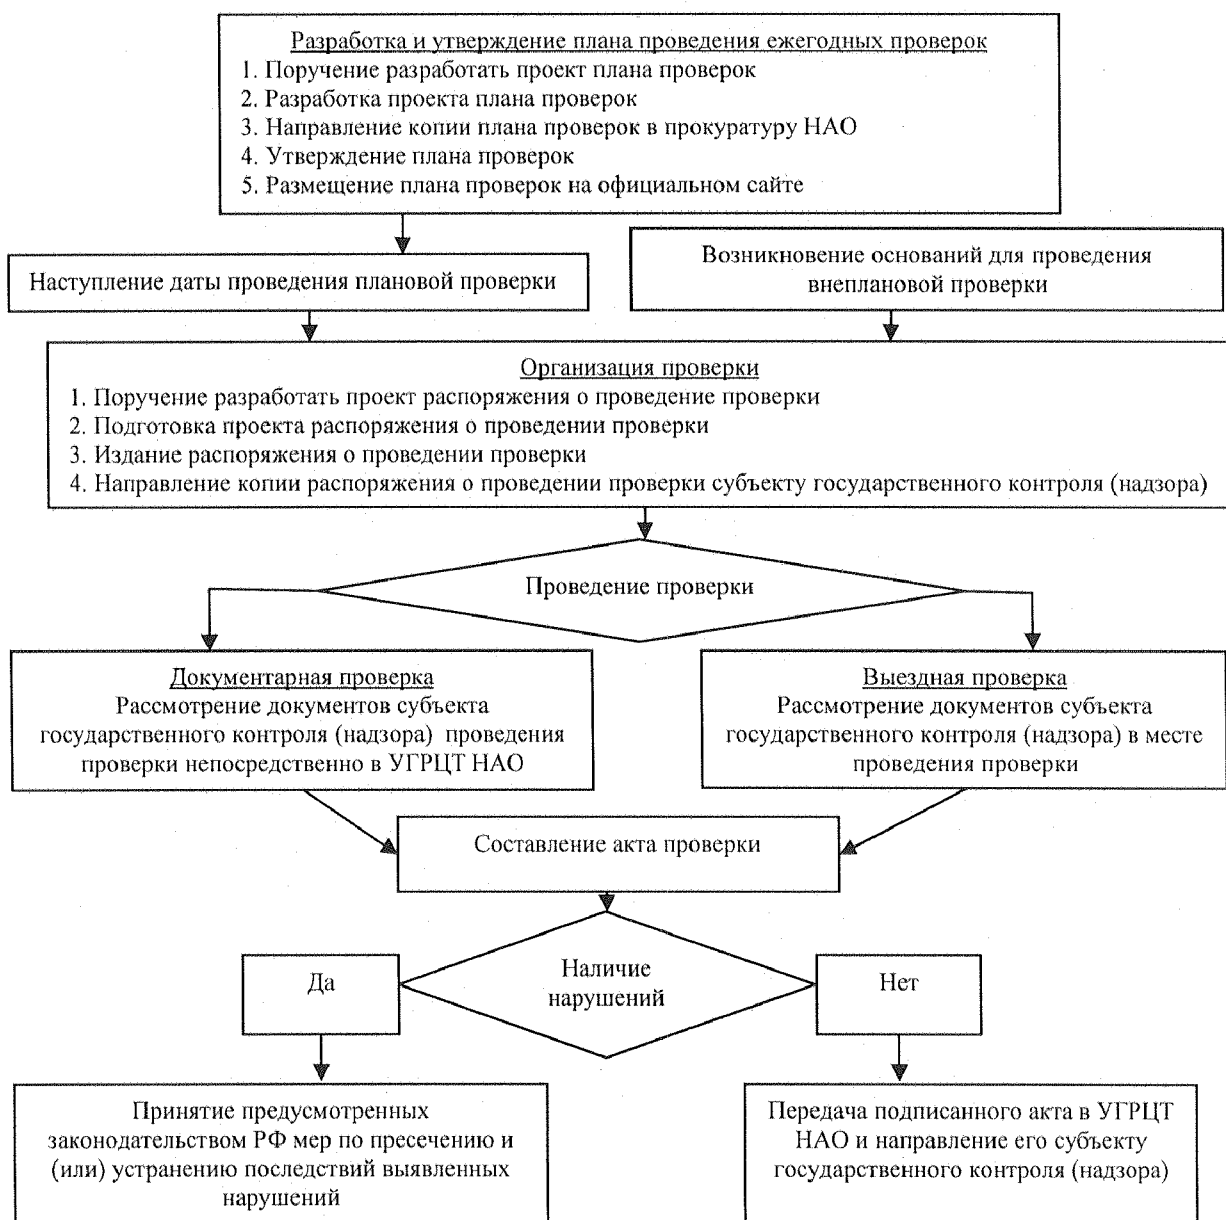 Разработка и утверждение плана проведения ежегодных проверок
1. Поручение разработать проект плана проверок
2. Разработка проекта плана проверок
3. Направление копии плана проверок в прокуратуру НАО
4. Утверждение плана проверок
5. Размещение плана проверок на официальном сайте
Наступление даты проведения плановой проверки
Возникновение оснований для проведения
внеплановой проверки
Организация проверки
1. Поручение разработать проект распоряжения о проведение проверки
2. Подготовка проекта распоряжения о проведении проверки
3. Издание распоряжения о проведении проверки
4. Направление копии распоряжения о проведении проверки субъекту государственного контроля (надзора)
Проведение проверки
Документарная проверка
Рассмотрение документов субъекта
государственного контроля (надзора) проведения
проверки непосредственно в УГРЦТ НАО
Выездная проверка
Рассмотрение документов субъекта
государственного контроля (надзора) в месте
проведения проверки
Составление акта проверки
Да
Наличие
нарушений
Нет
Принятие предусмотренных
законодательством РФ мер по пресечению и
(или) устранению последствий выявленных
нарушений
Передача подписанного акта в УГРЦТ
НАО и направление его субъекту
государственного контроля (надзора)